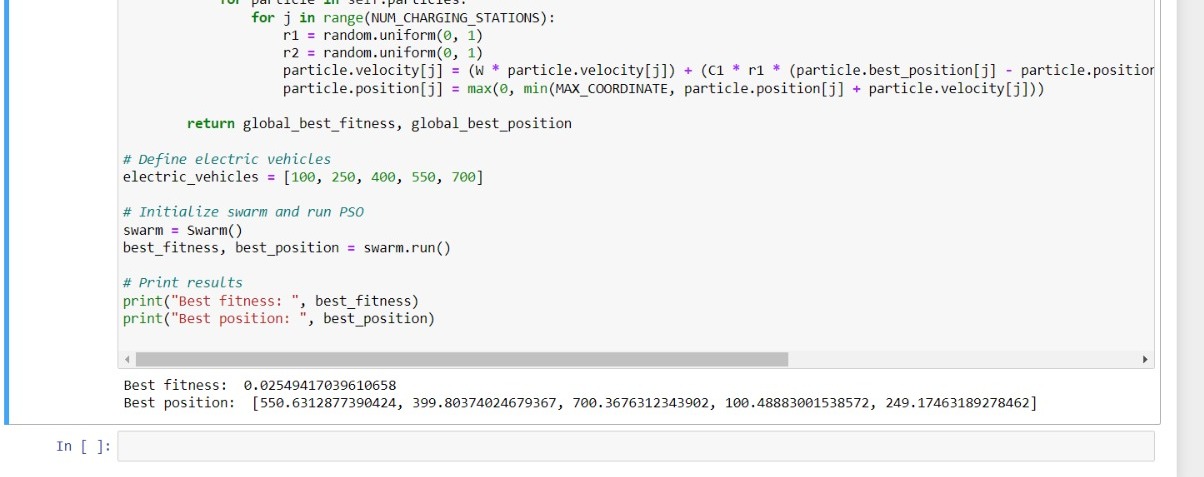 for particle in self.particles:
for j in range(NUM_CHARGING_STATIONS):
r1 = random.uniform(0, 1)
r2 = random.uniform(0, 1)
particle.velocity[j] = (W * particle.velocity[j]) + (C1 * r1 * (particle.best_position[j] - particle.position
particle.position[j] = max(0, min(MAX_COORDINATE, particle.position[j] + particle.velocity[j]))
return global_best_fitness, global_best_position
# Define electric vehicles
electric_vehicles = [100, 250, 400, 550, 700]
# Initialize swarm and run PSO
swarm = Swarm()
best_fitness, best_position = swarm.run()
# Print results
print("Best fitness: ", best_fitness)
print("Best position: ", best_position)
Best fitness:  0.02549417039610658
Best position:  [550.6312877390424, 399.80374024679367, 700.3676312343902, 100.48883001538572, 249.17463189278462]
In [ ]: